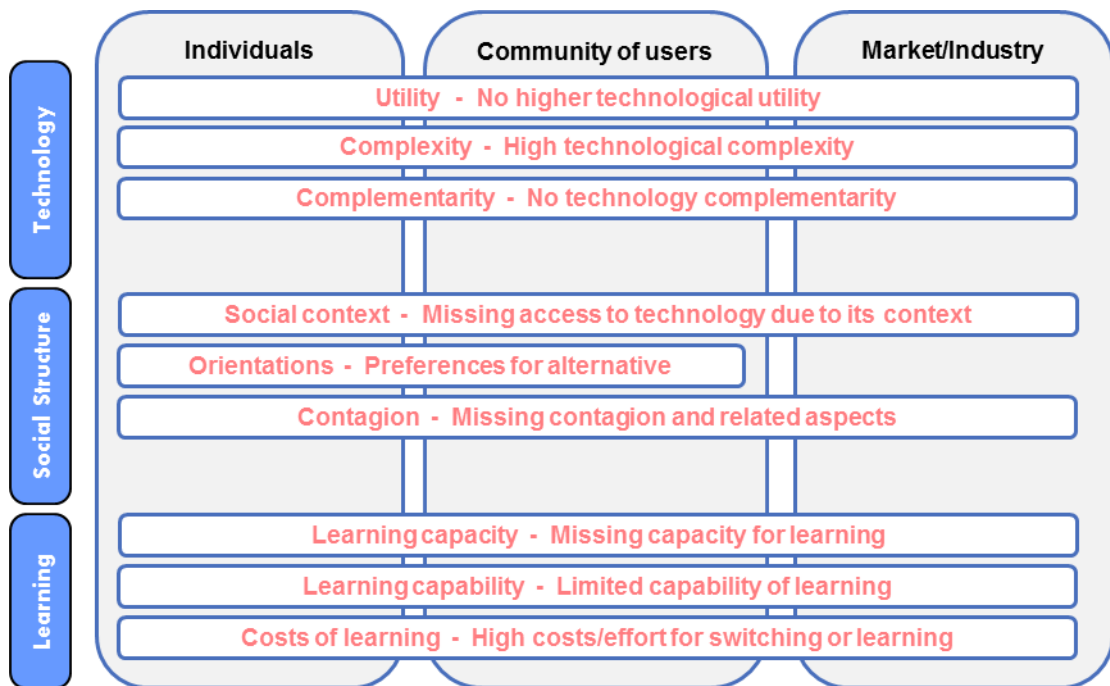 Individuals
Community of users
Market/Industry
Technology
Utility - No higher technological utility
Complexity - High technological complexity
Complementarity - No technology complementarity
Social Structure
Social context - Missing access to technology due to its context
Orientations - Preferences for alternative
Contagion - Missing contagion and related aspects
Learning
Learning capacity - Missing capacity for learning
Learning capability - Limited capability of learning
Costs of learning - High costs/effort for switching or learning